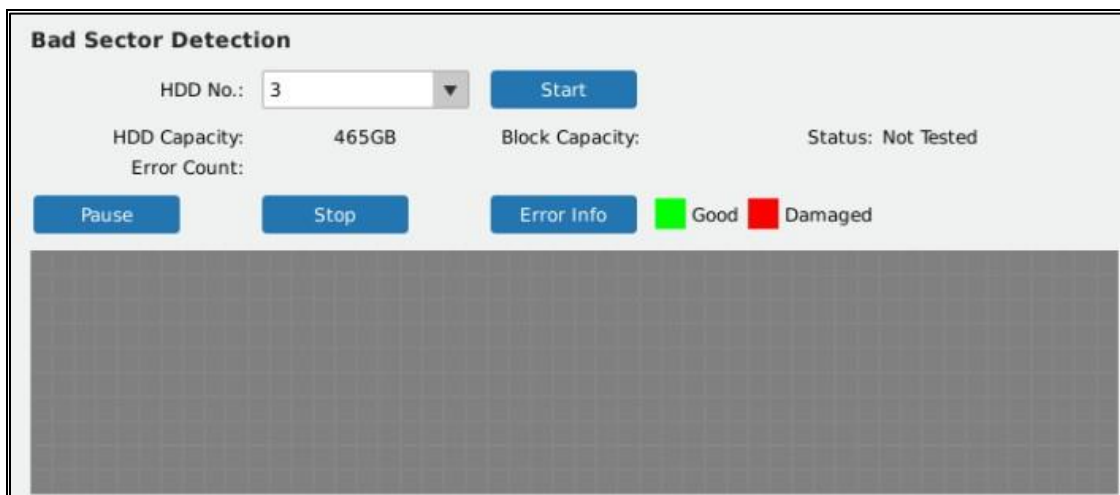 Bad Sector Detection
HDD No.: 3 Start
HDD Capacity: 465GB Block Capacity: Status: Not Tested
Error Count:
Pause Stop Error Info Good Damaged